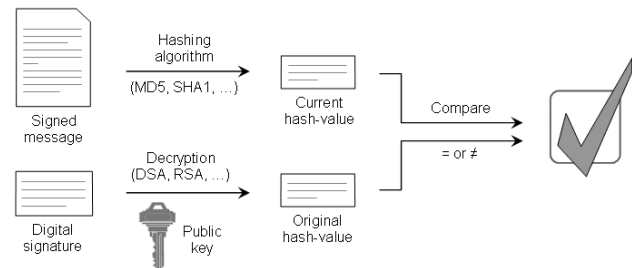 Hashing
algorithm
(MD5, SHA1, ...)
Signed
message
Current
hash-value
Compare
= or ≠
Decryption
(DSA, RSA, ...)
Digital
signature
Public
key
Original
hash-value